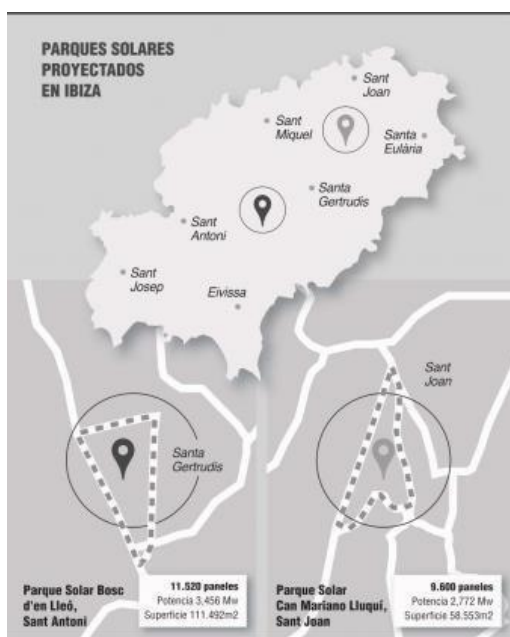 PARQUES SOLARES
PROYECTADOS
EN IBIZA
Sant
Joan
Sant
Miquel
Santa
Eulària
Santa
Gertrudis
Sant
Antoni
Sant
Josep
Eivissa
Santa
Gertrudis
Sant
Joan
Parque Solar Bosc
d'en Lleó,
Sant Antoni
11.520 paneles
Potencia 3,456 Mw
Superficie 111.492m2
Parque Solar
Can Mariano Lluquí,
Sant Joan
9.600 paneles
Potencia 2,772 Mw
Superficie 58.553m2